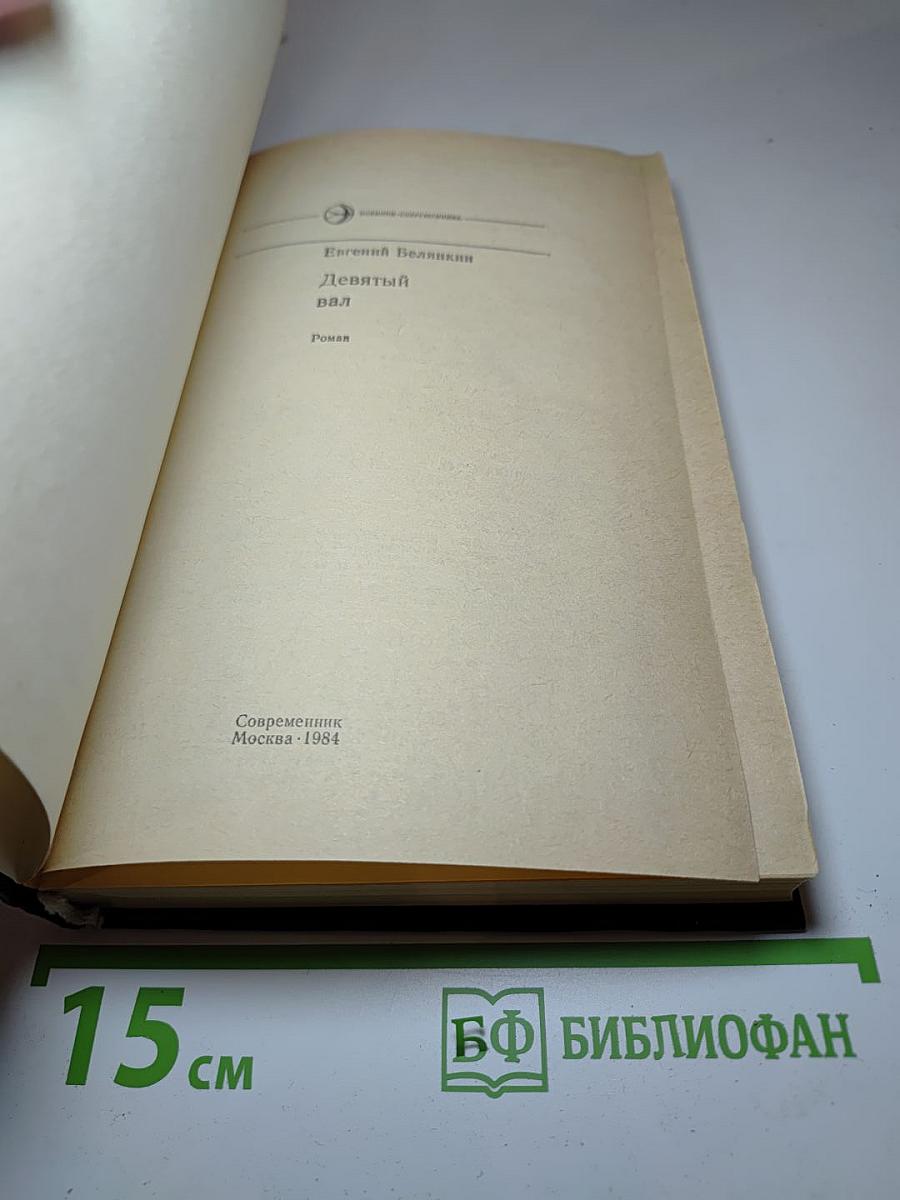 Евгений Белянкин
Девятый
вал
Роман
Современник
Москва · 1984
15 см
БФ БИБЛИОФАН